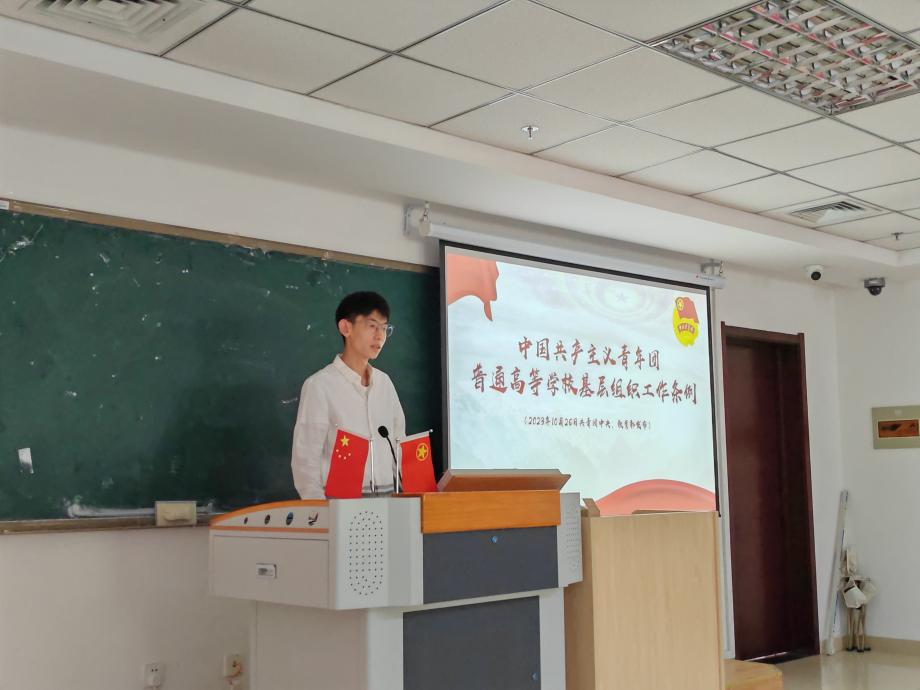 中国共产主义青年团
普通高等学校基层组织工作条例
（2023年10月26日共青团中央、教育部发布）